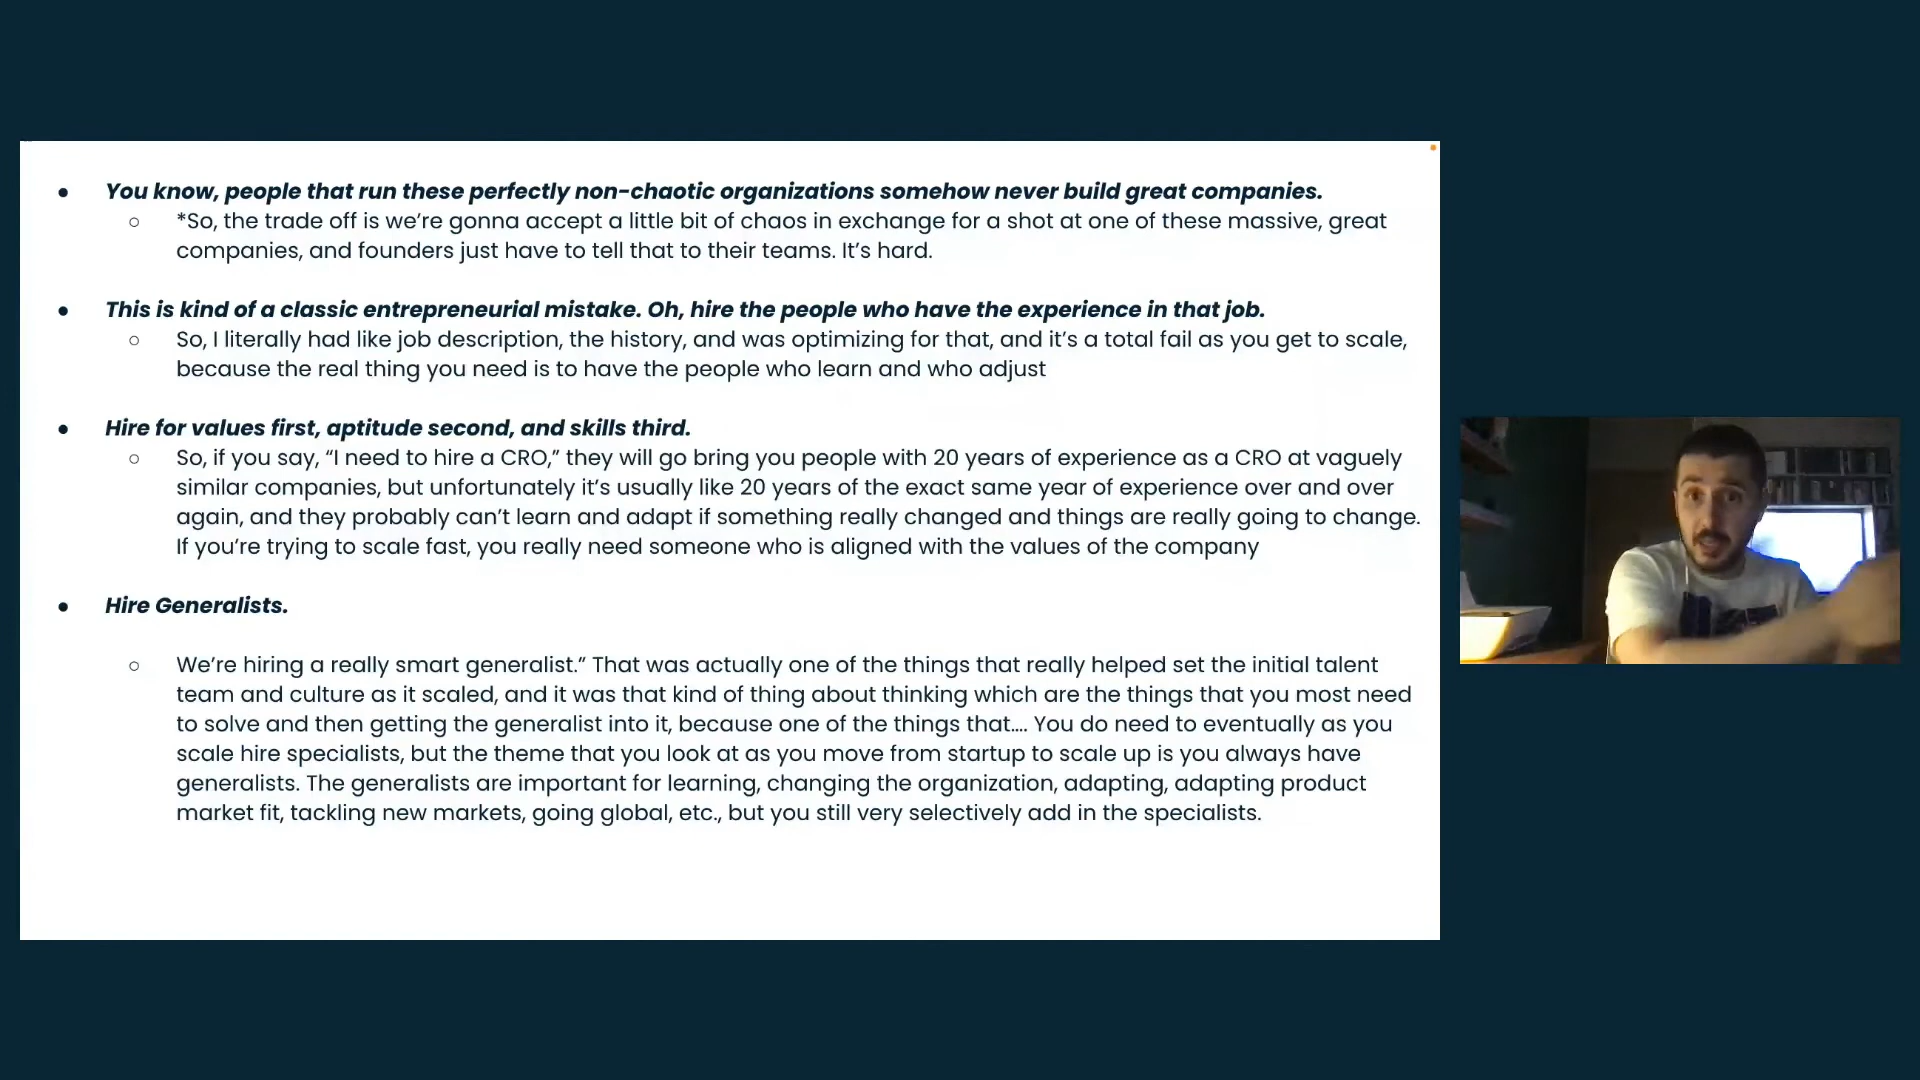 ● You know, people that run these perfectly non-chaotic organizations somehow never build great companies.
○ *So, the trade off is we’re gonna accept a little bit of chaos in exchange for a shot at one of these massive, great
companies, and founders just have to tell that to their teams. It’s hard.
● This is kind of a classic entrepreneurial mistake. Oh, hire the people who have the experience in that job.
○ So, I literally had like job description, the history, and was optimizing for that, and it’s a total fail as you get to scale,
because the real thing you need is to have the people who learn and who adjust
● Hire for values first, aptitude second, and skills third.
○ So, if you say, “I need to hire a CRO,” they will go bring you people with 20 years of experience as a CRO at vaguely
similar companies, but unfortunately it’s usually like 20 years of the exact same year of experience over and over
again, and they probably can’t learn and adapt if something really changed and things are really going to change.
If you’re trying to scale fast, you really need someone who is aligned with the values of the company
● Hire Generalists.
○ We’re hiring a really smart generalist.” That was actually one of the things that really helped set the initial talent
team and culture as it scaled, and it was that kind of thing about thinking which are the things that you most need
to solve and then getting the generalist into it, because one of the things that…. You do need to eventually as you
scale hire specialists, but the theme that you look at as you move from startup to scale up is you always have
generalists. The generalists are important for learning, changing the organization, adapting, adapting product
market fit, tackling new markets, going global, etc., but you still very selectively add in the specialists.